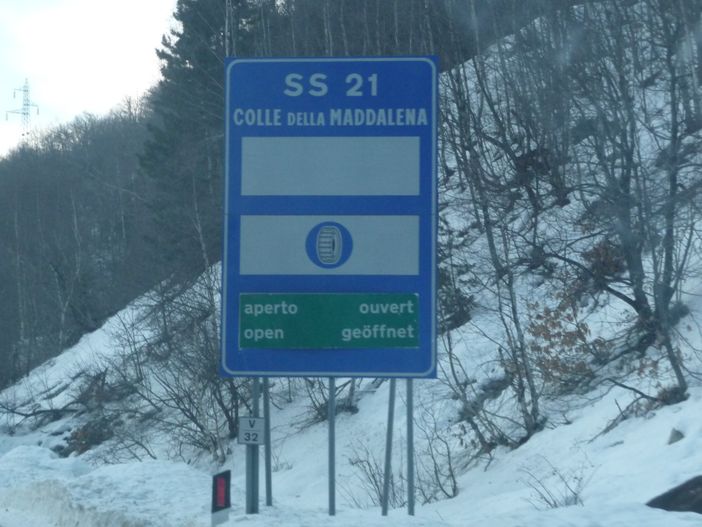 SS 21
COLLE DELLA MADDALENA
aperto ouvert
open geöffnet
V
32